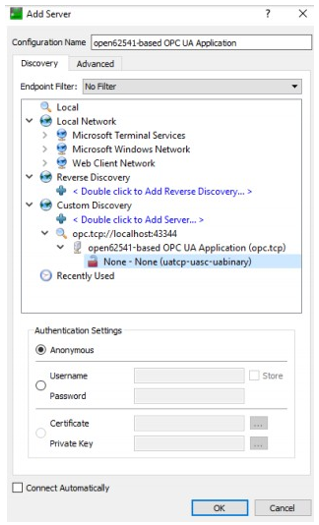 Add Server
?
Configuration Name open62541-based OPC UA Application
Discovery Advanced
Endpoint Filter: No Filter
Local
Local Network
Microsoft Terminal Services
Microsoft Windows Network
Web Client Network
Reverse Discovery
< Double click to Add Reverse Discovery... >
Custom Discovery
< Double click to Add Server... >
opc.tcp://localhost:43344
open62541-based OPC UA Application (opc.tcp)
None - None (uatcp-uasc-uabinary)
Recently Used
Authentication Settings
Anonymous
Username Store
Password
Certificate ...
Private Key ...
Connect Automatically
OK Cancel